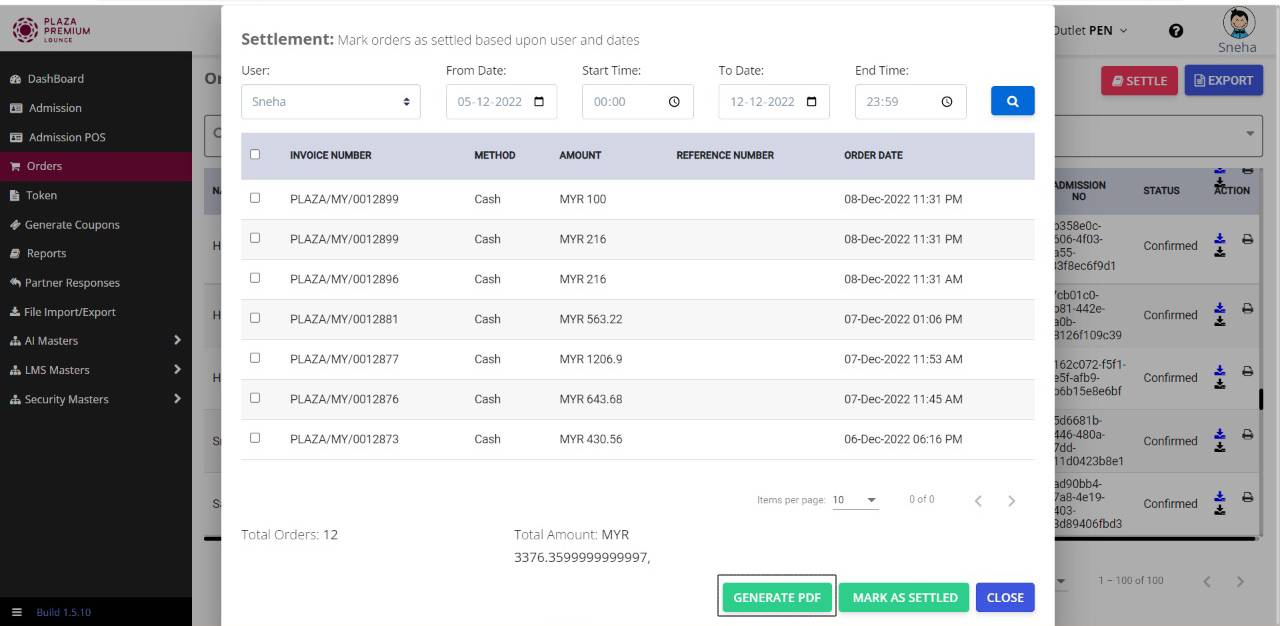 PLAZA
PREMIUM
LOUNGE
DashBoard
Admission
Admission POS
Orders
Token
Generate Coupons
Reports
Partner Responses
File Import/Export
AI Masters
LMS Masters
Security Masters
Build 1.5.10
Settlement: Mark orders as settled based upon user and dates
User: From Date: Start Time: To Date: End Time:
Sneha 05-12-2022 00:00 12-12-2022 23:59
INVOICE NUMBER METHOD AMOUNT REFERENCE NUMBER ORDER DATE
PLAZA/MY/0012899 Cash MYR 100 08-Dec-2022 11:31 PM
PLAZA/MY/0012899 Cash MYR 216 08-Dec-2022 11:31 PM
PLAZA/MY/0012896 Cash MYR 216 08-Dec-2022 11:31 AM
PLAZA/MY/0012881 Cash MYR 563.22 07-Dec-2022 01:06 PM
PLAZA/MY/0012877 Cash MYR 1206.9 07-Dec-2022 11:53 AM
PLAZA/MY/0012876 Cash MYR 643.68 07-Dec-2022 11:45 AM
PLAZA/MY/0012873 Cash MYR 430.56 06-Dec-2022 06:16 PM
Items per page: 10 0 of 0
Total Orders: 12 Total Amount: MYR
3376.3599999999997,
GENERATE PDF MARK AS SETTLED CLOSE
Outlet PEN
Sneha
SETTLE EXPORT
ADMISSION
NO STATUS ACTION
606-4f03-
a55-
Confirmed
7cb01c0-
b81-442e-
a0b-
8126f109c39
Confirmed
162c072-f5f1-
e5f-afb9-
b6b15e8e6bf
Confirmed
5d6681b-
446-480a-
7dd-
11d0423b8e1
Confirmed
ad90bb4-
7a8-4e19-
403-
3d89406fbd3
Confirmed
1 – 100 of 100